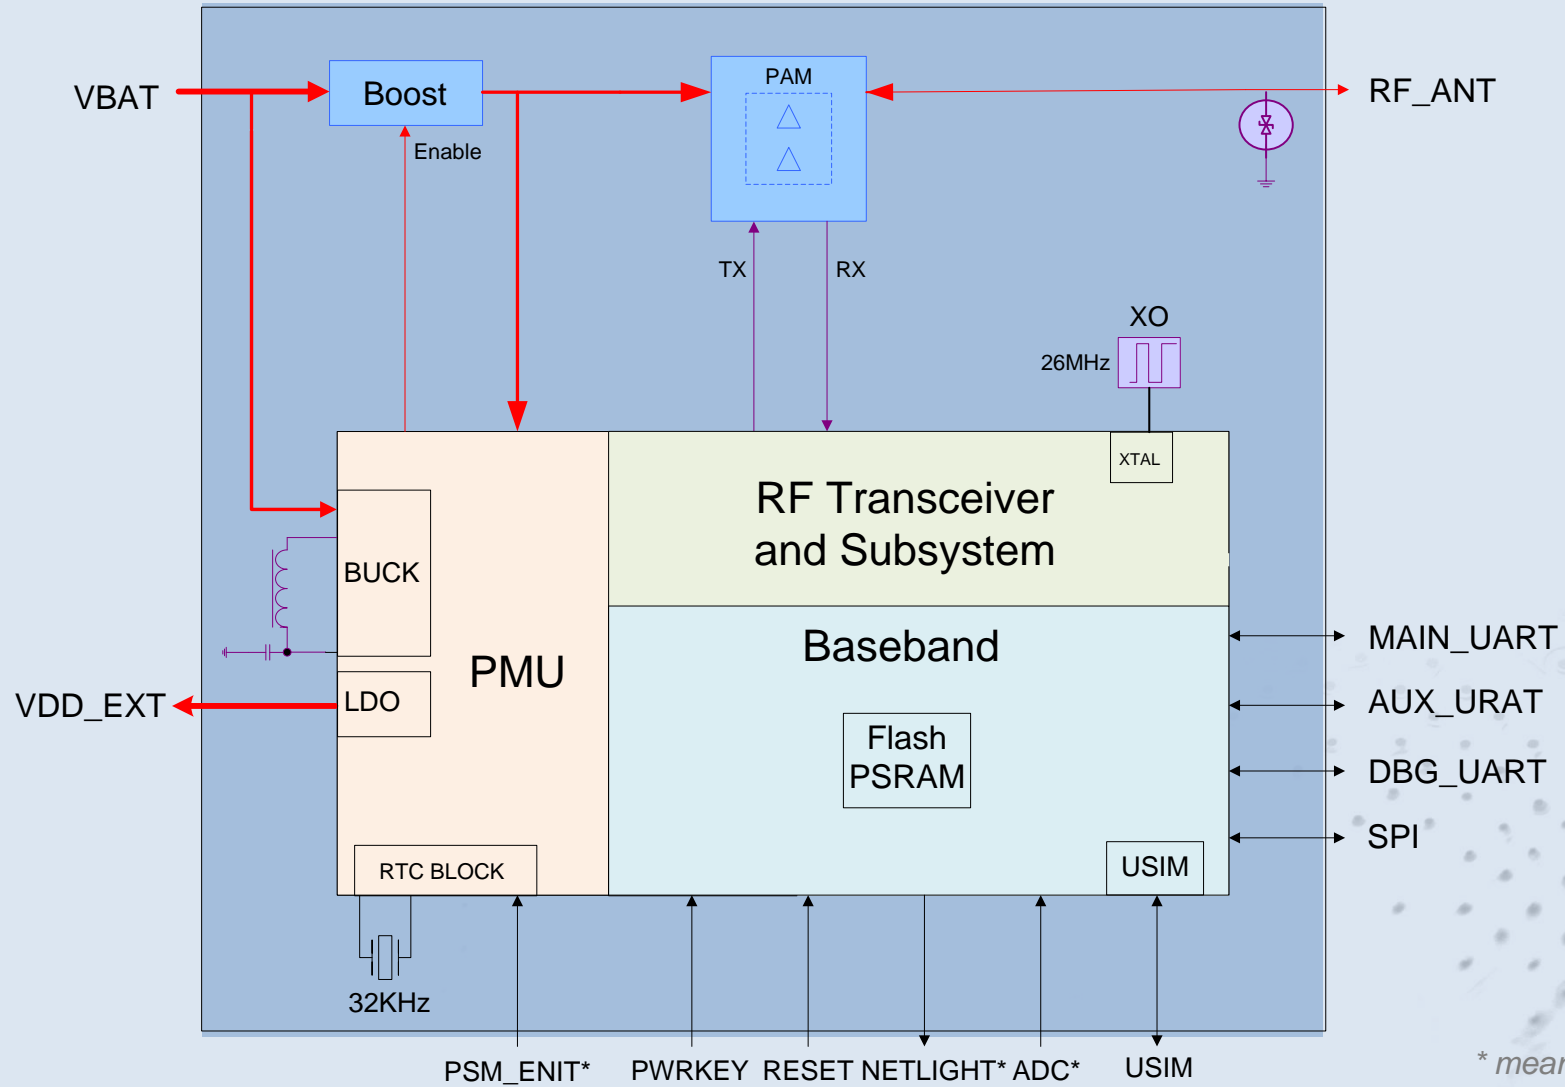 VBAT
Boost
PAM
RF_ANT
Enable
TX
RX
XO
26MHz
XTAL
RF Transceiver
and Subsystem
BUCK
Baseband
MAIN_UART
PMU
LDO
VDD_EXT
AUX_URAT
Flash
PSRAM
DBG_UART
SPI
RTC BLOCK
USIM
32KHz
PSM_ENIT*
PWRKEY
RESET
NETLIGHT*
ADC*
USIM
* mear